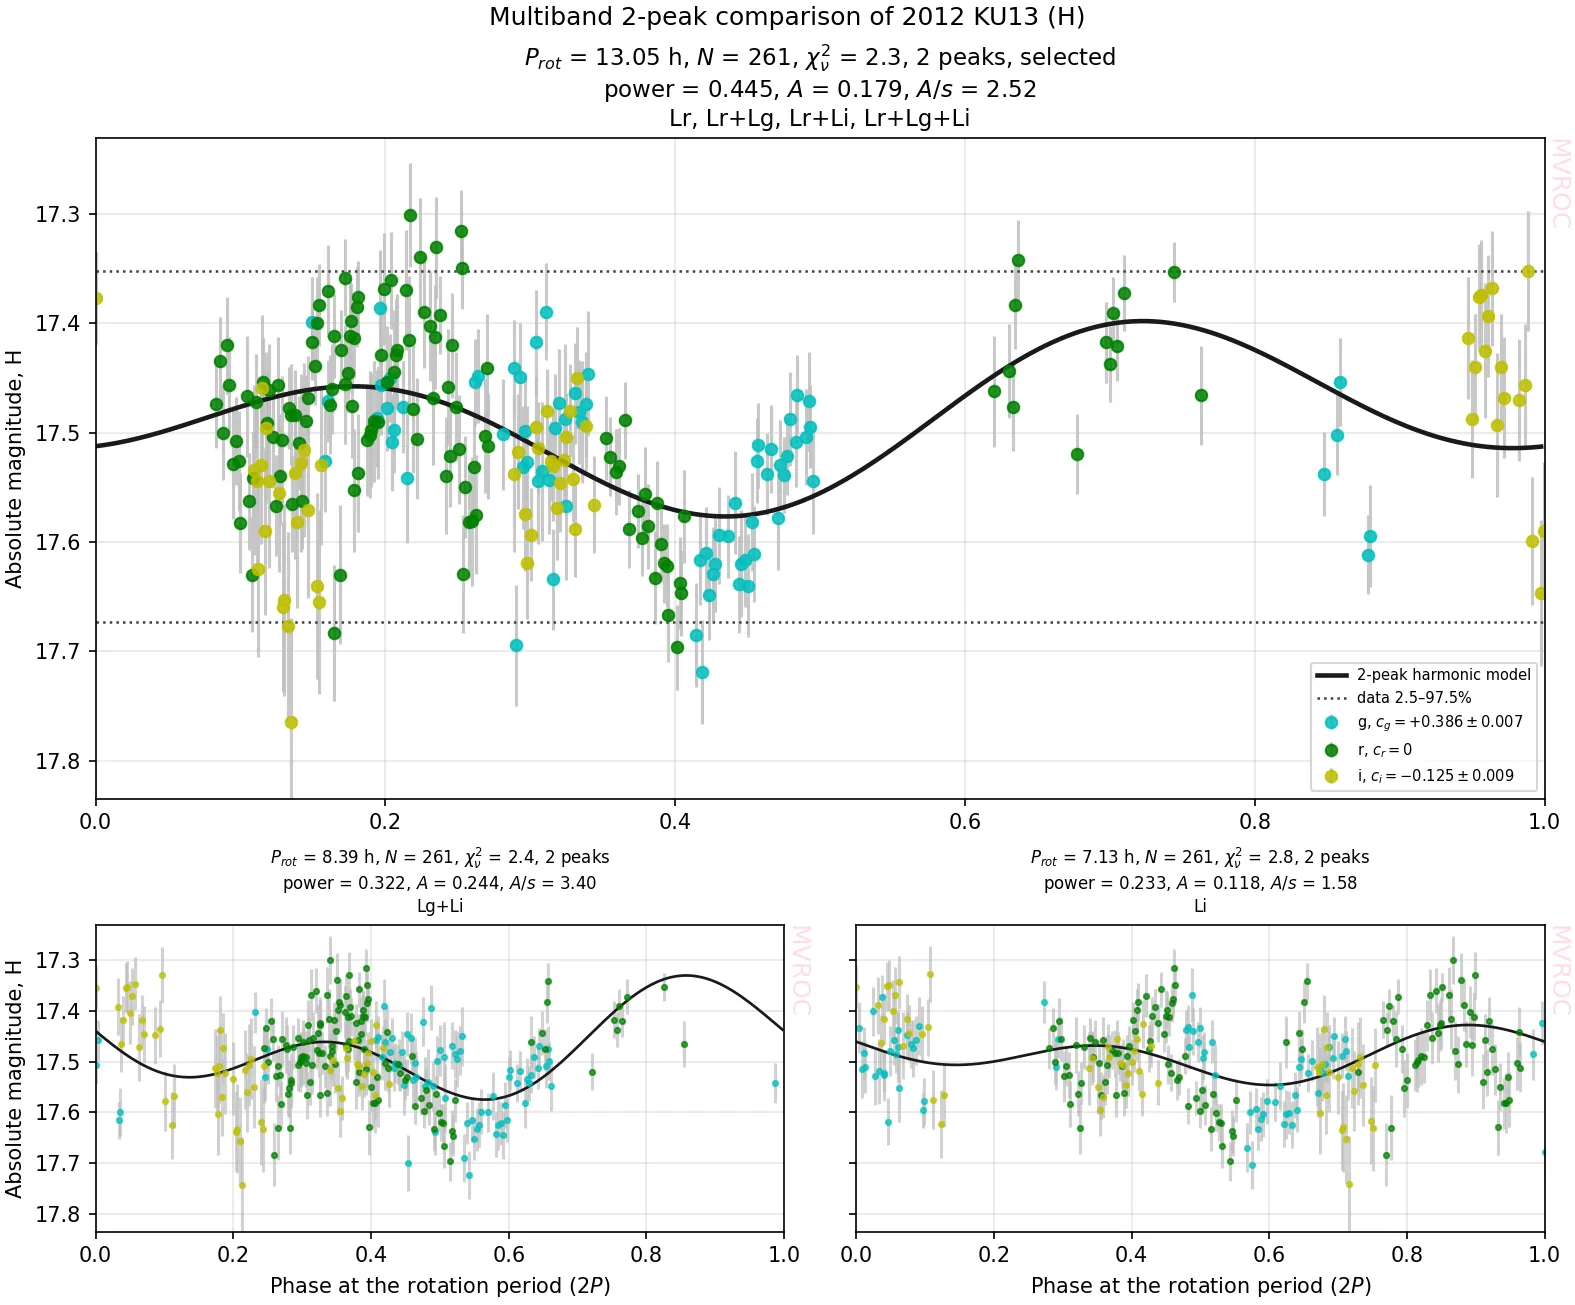 Multiband 2-peak comparison of 2012 KU13 (H)
P_rot = 13.05 h, N = 261, χ²_ν = 2.3, 2 peaks, selected
power = 0.445, A = 0.179, A/s = 2.52
Lr, Lr+Lg, Lr+Li, Lr+Lg+Li
MVROC
Absolute magnitude, H
17.3
17.4
17.5
17.6
17.7
17.8
2-peak harmonic model
data 2.5–97.5%
g, c_g = +0.386 ± 0.007
r, c_r = 0
i, c_i = −0.125 ± 0.009
0.0 0.2 0.4 0.6 0.8 1.0
P_rot = 8.39 h, N = 261, χ²_ν = 2.4, 2 peaks
power = 0.322, A = 0.244, A/s = 3.40
Lg+Li
MVROC
Absolute magnitude, H
17.3
17.4
17.5
17.6
17.7
17.8
0.0 0.2 0.4 0.6 0.8 1.0
Phase at the rotation period (2P)
P_rot = 7.13 h, N = 261, χ²_ν = 2.8, 2 peaks
power = 0.233, A = 0.118, A/s = 1.58
Li
MVROC
0.0 0.2 0.4 0.6 0.8 1.0
Phase at the rotation period (2P)